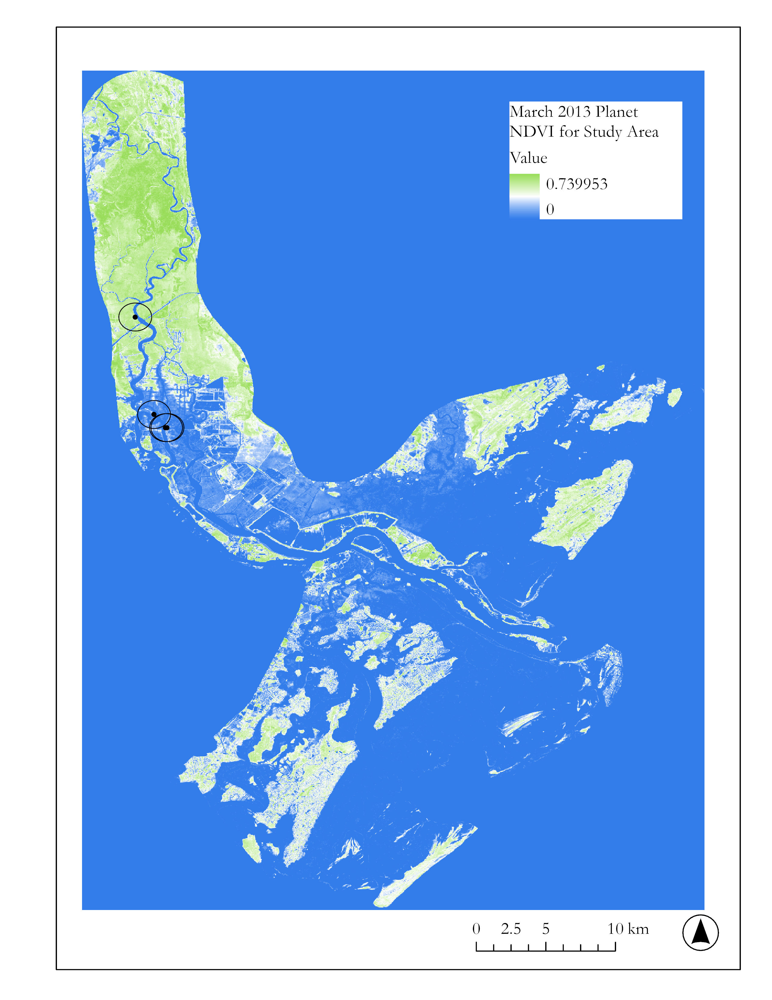 March 2013 Planet
NDVI for Study Area
Value
0.739953
0
0 2.5 5 10 km